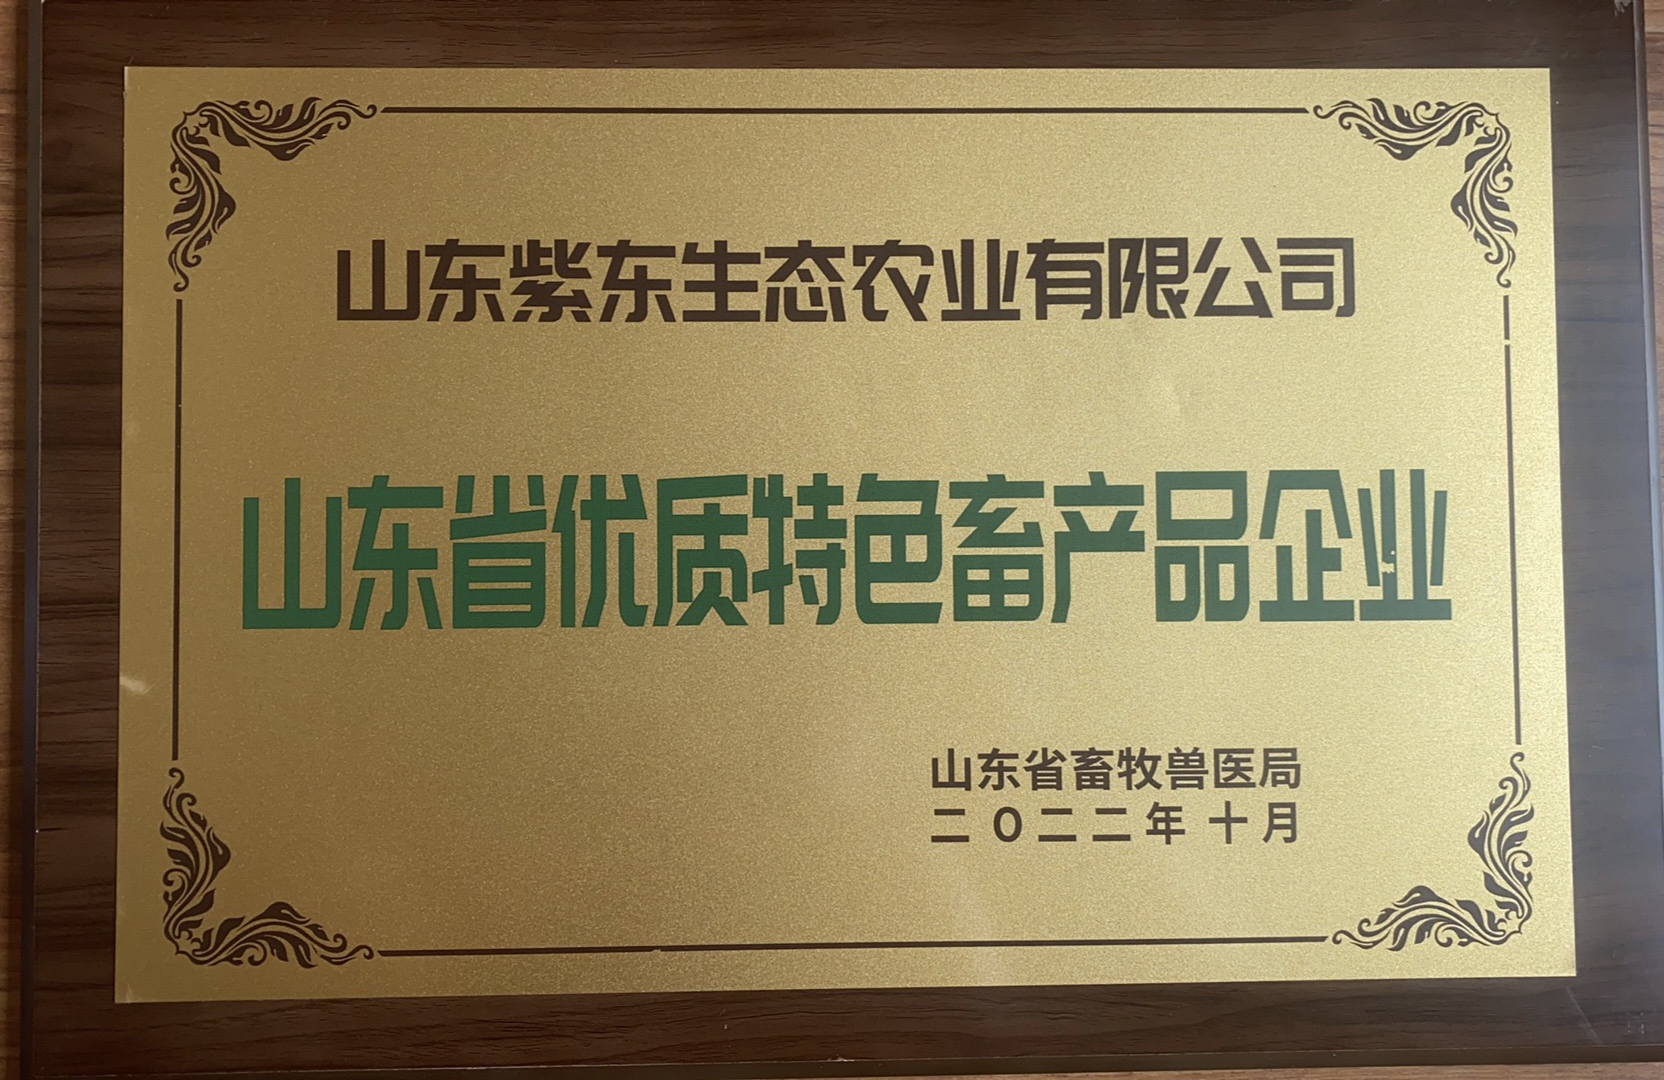 山东紫东生态农业有限公司
山东省优质特色畜产品企业
山东省畜牧兽医局
二〇二二年十月